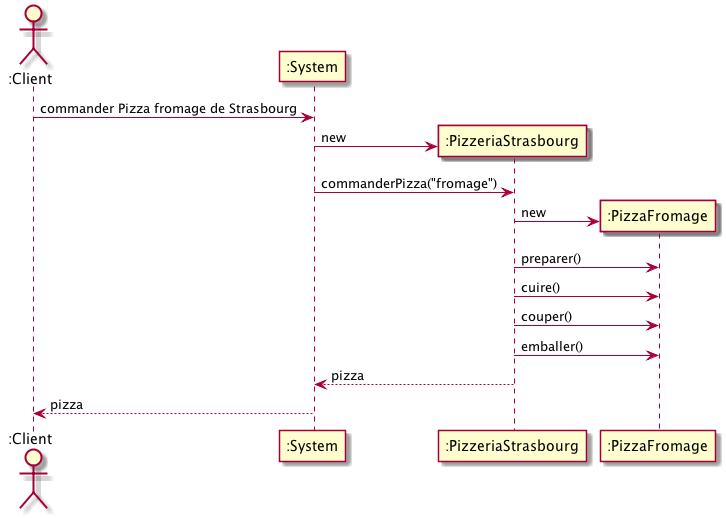 :Client
:System
commander Pizza fromage de Strasbourg
new
:PizzeriaStrasbourg
commanderPizza("fromage")
new
:PizzaFromage
preparer()
cuire()
couper()
emballer()
pizza
pizza
:Client
:System
:PizzeriaStrasbourg
:PizzaFromage